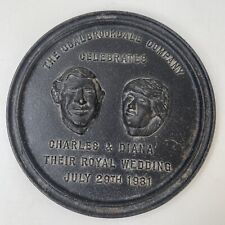 THE COALBROOKDALE COMPANY
CELEBRATES
CHARLES & DIANA
THEIR ROYAL WEDDING
JULY 29TH 1981